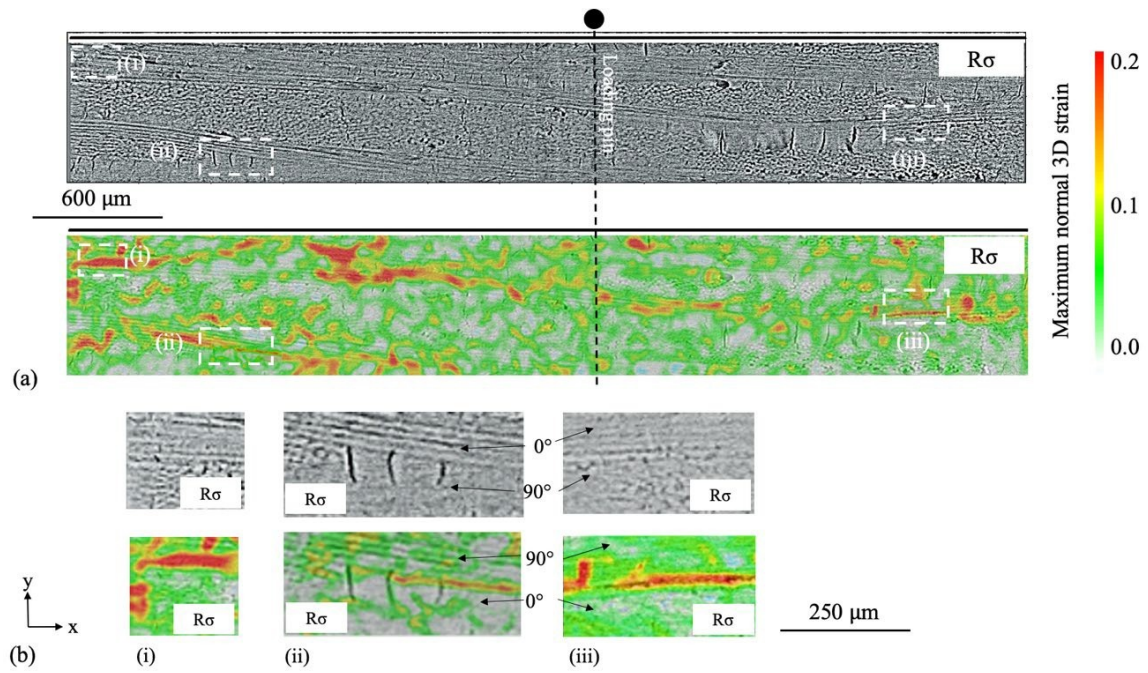 (i)
Rσ
Loading pin
(ii)
(iii)
600 μm
(i)
Rσ
(ii)
(iii)
(a)
Maximum normal 3D strain
0.2
0.1
0.0
0°
90°
Rσ
Rσ
Rσ
90°
0°
Rσ
Rσ
Rσ
y
x
250 μm
(b)
(i)
(ii)
(iii)